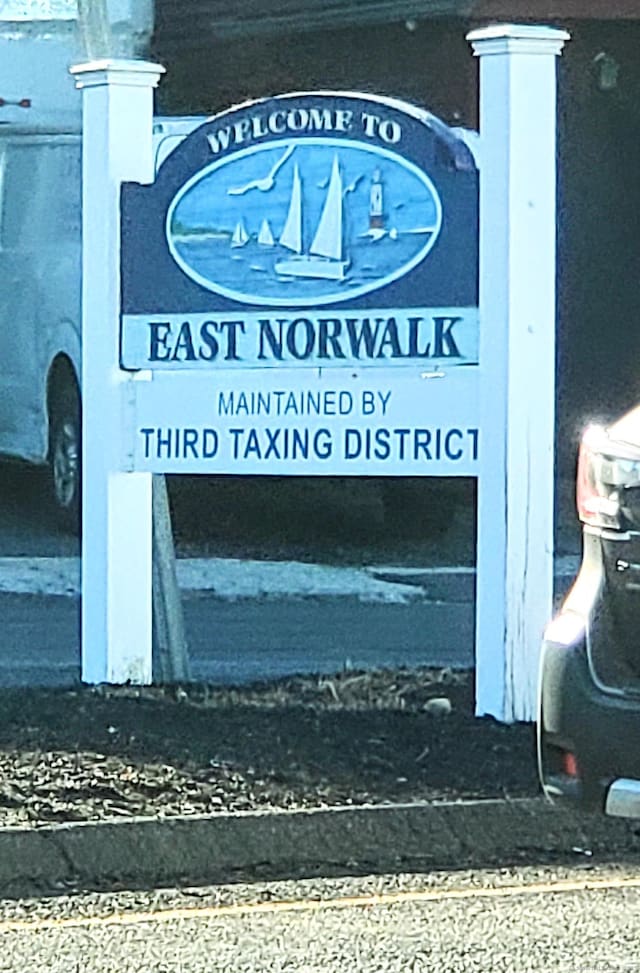 WELCOME TO
EAST NORWALK
MAINTAINED BY
THIRD TAXING DISTRICT